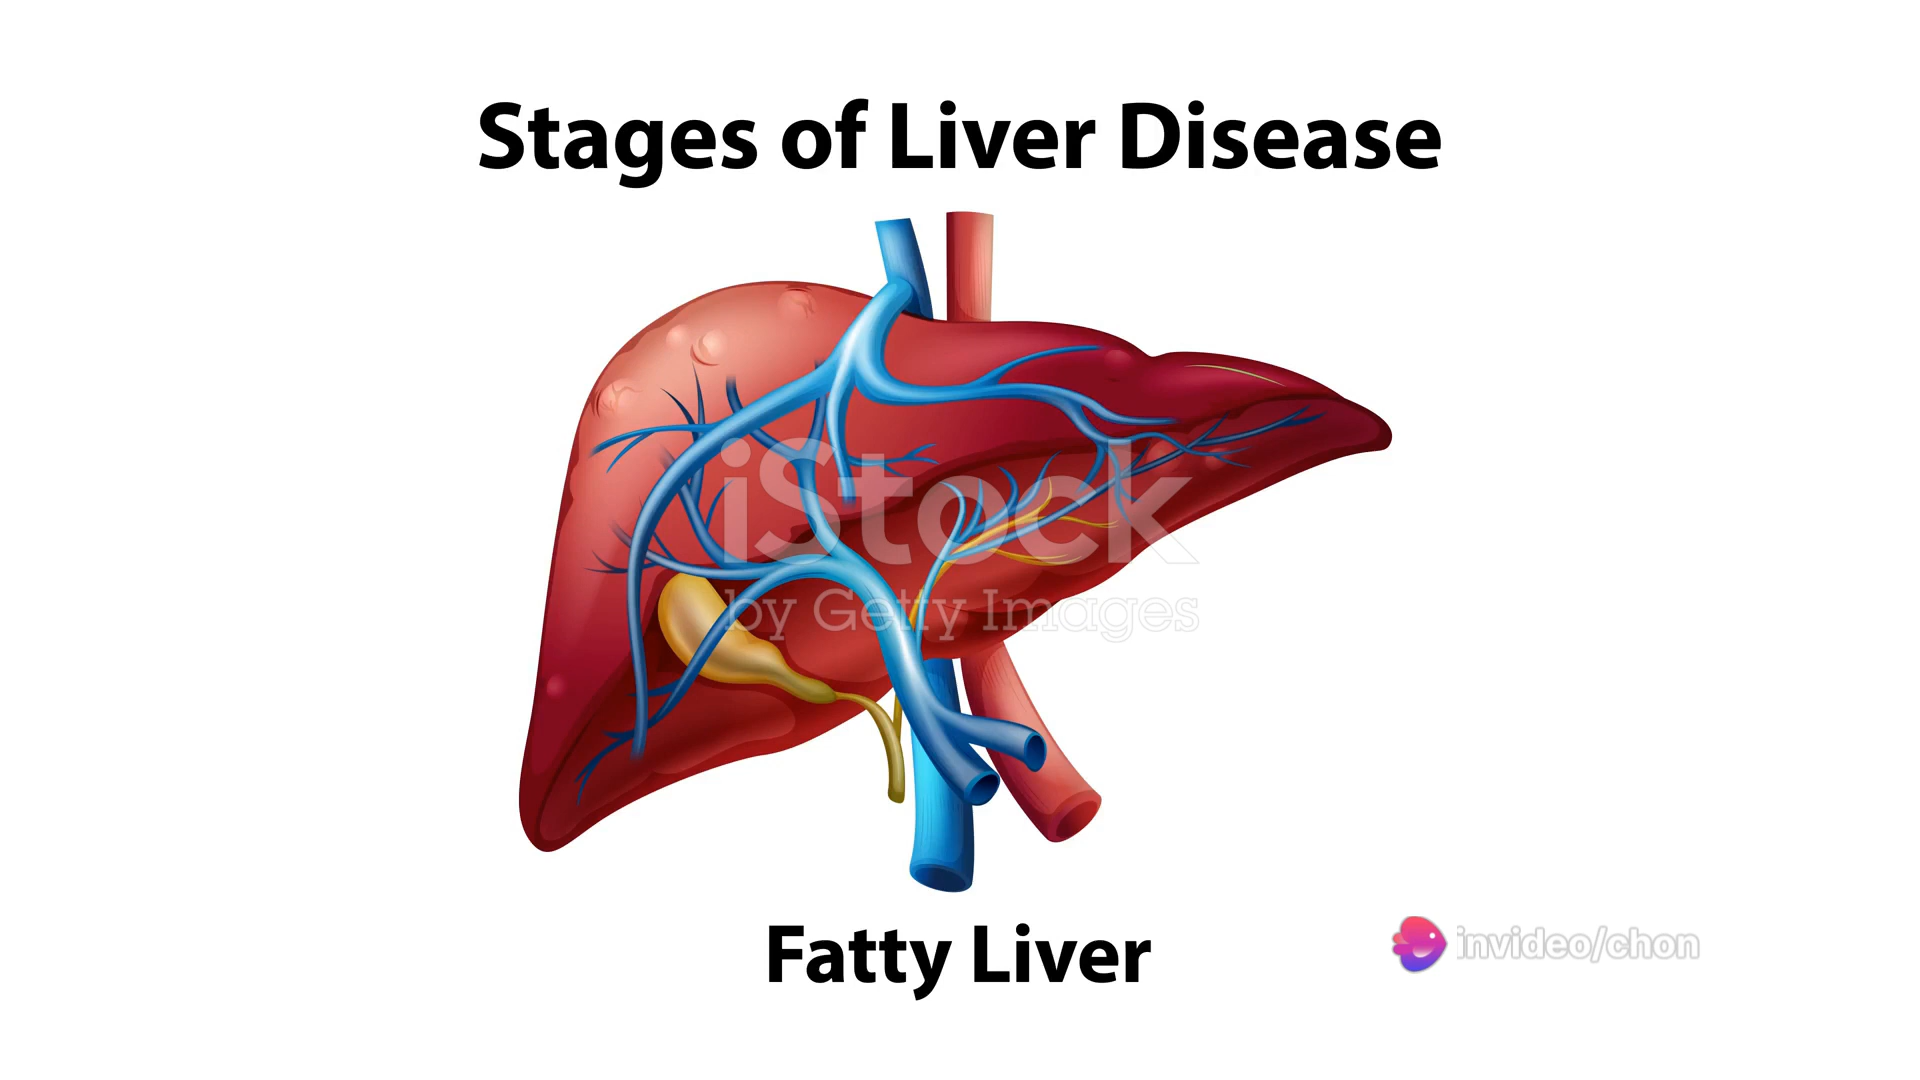 Stages of Liver Disease
iStock
by Getty Images
Fatty Liver
invideo/chon